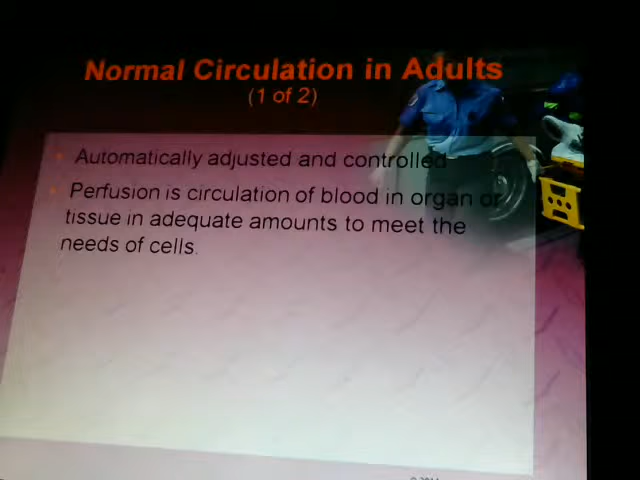 Normal Circulation in Adults
(1 of 2)
Automatically adjusted and controlled
Perfusion is circulation of blood in organ or
tissue in adequate amounts to meet the
needs of cells.